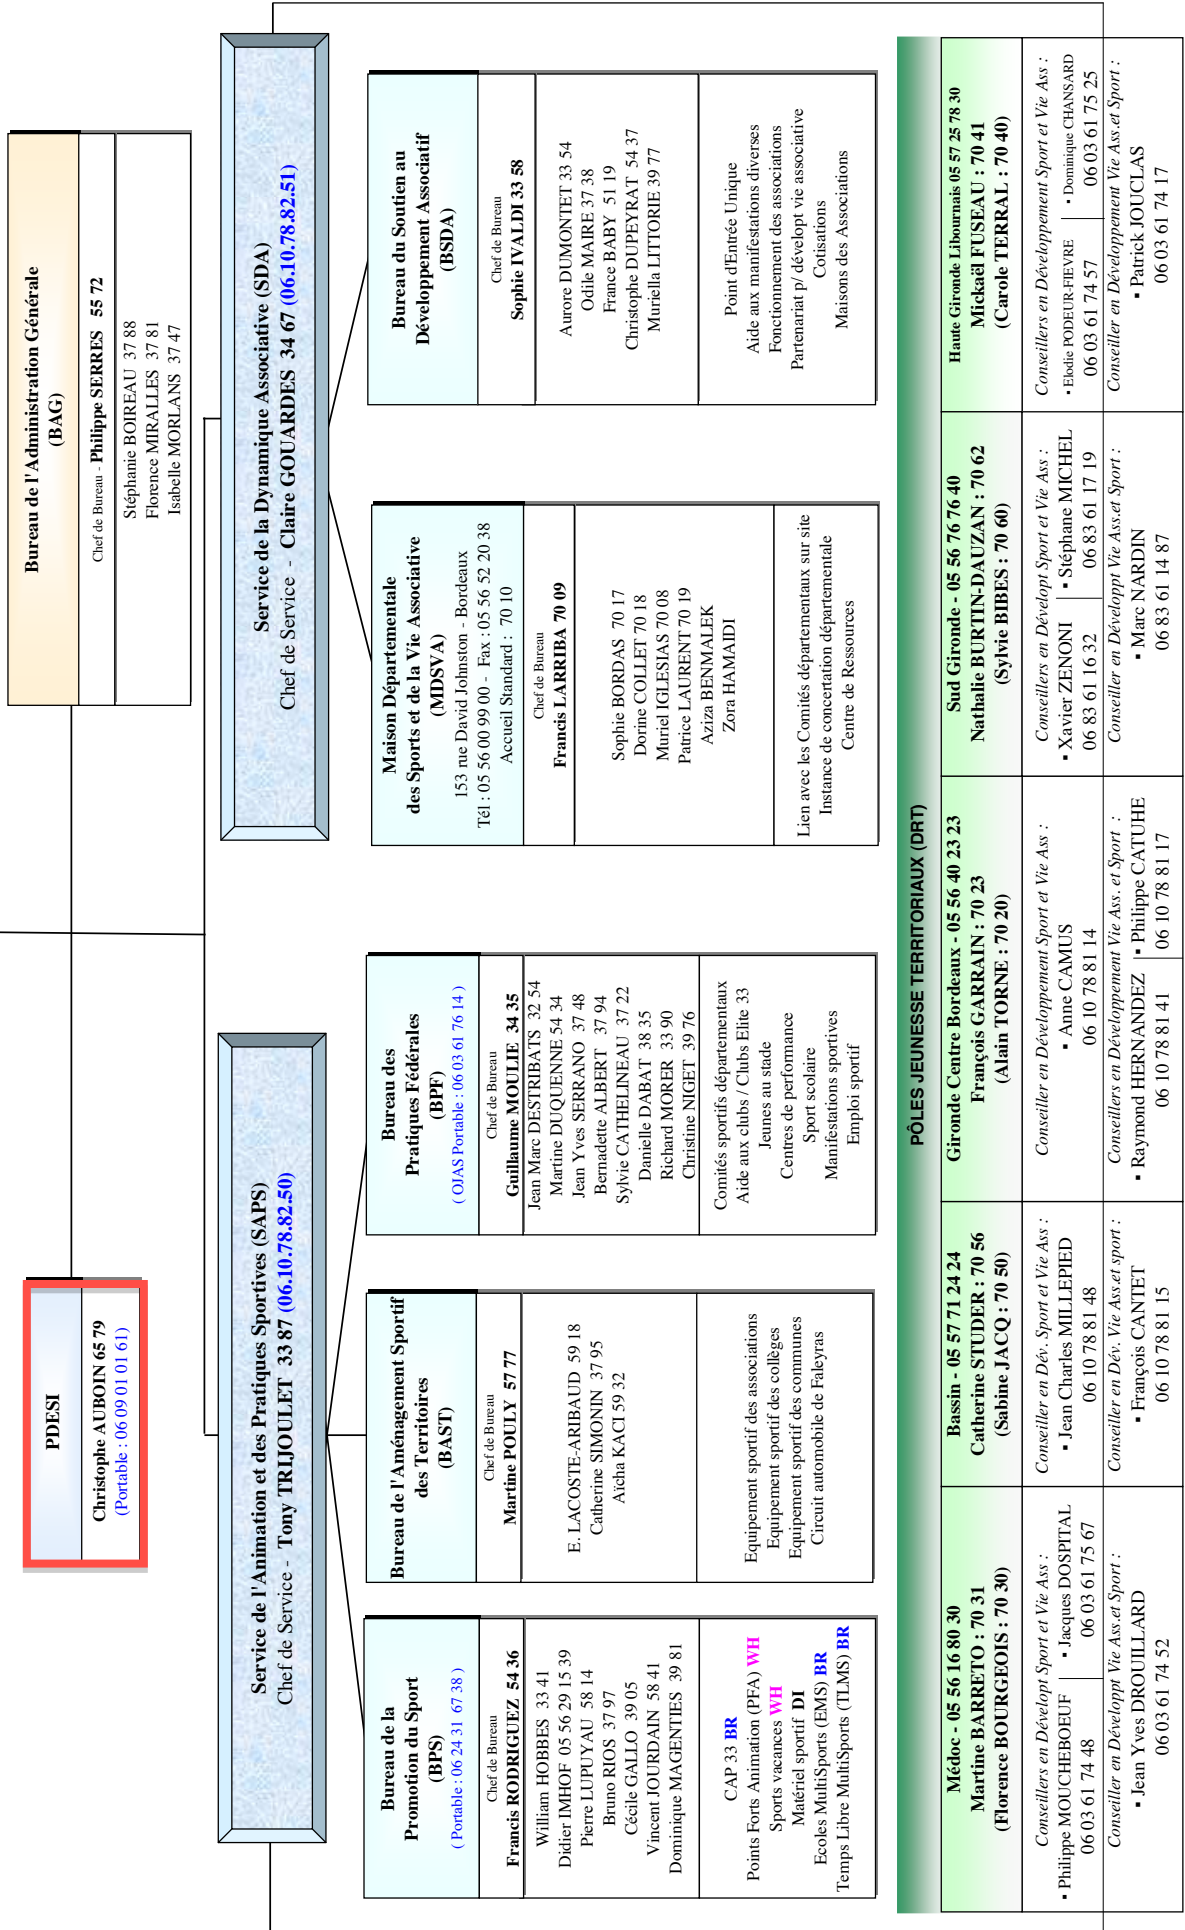 PDESI
Christophe AUBOIN 65 79
(Portable : 06 09 01 01 61)
Bureau de l'Administration Générale
(BAG)
Chef de Bureau - Philippe SERRES 55 72
Stéphanie BOIREAU 37 88
Florence MIRALLES 37 81
Isabelle MORLANS 37 47
Service de l'Animation et des Pratiques Sportives (SAPS)
Chef de Service - Tony TRIJOULET 33 87 (06.10.78.82.50)
Service de la Dynamique Associative (SDA)
Chef de Service - Claire GOUARDES 34 67 (06.10.78.82.51)
Bureau de la
Promotion du Sport
(BPS)
( Portable : 06 24 31 67 38 )
Chef de Bureau
Francis RODRIGUEZ 54 36
William HOBBES 33 41
Didier IMHOF 05 56 29 15 39
Pierre LUPUYAU 58 14
Bruno RIOS 37 97
Cécile GALLO 39 05
Vincent JOURDAIN 58 41
Dominique MAGENTIES 39 81
CAP 33 BR
Points Forts Animation (PFA) WH
Sports vacances WH
Matériel sportif DI
Ecoles MultiSports (EMS) BR
Temps Libre MultiSports (TLMS) BR
Bureau de l'Aménagement Sportif
des Territoires
(BAST)
Chef de Bureau
Martine POULY 57 77
E. LACOSTE-ARIBAUD 59 18
Catherine SIMONIN 37 95
Aïcha KACI 59 32
Equipement sportif des associations
Equipement sportif des collèges
Equipement sportif des communes
Circuit automobile de Faleyras
Bureau des
Pratiques Fédérales
(BPF)
( OJAS Portable : 06 03 61 76 14 )
Chef de Bureau
Guillaume MOULIE 34 35
Jean Marc DESTRIBATS 32 54
Martine DUQUENNE 54 34
Jean Yves SERRANO 37 48
Bernadette ALBERT 37 94
Sylvie CATHELINEAU 37 22
Danielle DABAT 38 35
Richard MORER 33 90
Christine NIGET 39 76
Comités sportifs départementaux
Aide aux clubs / Clubs Elite 33
Jeunes au stade
Centres de performance
Sport scolaire
Manifestations sportives
Emploi sportif
Maison Départementale
des Sports et de la Vie Associative
(MDSVA)
153 rue David Johnston - Bordeaux
Tél : 05 56 00 99 00 - Fax : 05 56 52 20 38
Accueil Standard : 70 10
Chef de Bureau
Francis LARRIBA 70 09
Sophie BORDAS 70 17
Dorine COLLET 70 18
Muriel IGLESIAS 70 08
Patrice LAURENT 70 19
Aziza BENMALEK
Zora HAMAIDI
Lien avec les Comités départementaux sur site
Instance de concertation départementale
Centre de Ressources
Bureau du Soutien au
Développement Associatif
(BSDA)
Chef de Bureau
Sophie IVALDI 33 58
Aurore DUMONTET 33 54
Odile MAIRE 37 38
France BABY 51 19
Christophe DUPEYRAT 54 37
Muriella LITTORIE 39 77
Point d'Entrée Unique
Aide aux manifestations diverses
Fonctionnement des associations
Partenariat p/ dévelopt vie associative
Cotisations
Maisons des Associations
PÔLES JEUNESSE TERRITORIAUX (DRT)
Médoc - 05 56 16 80 30
Martine BARRETO : 70 31
(Florence BOURGEOIS : 70 30)
Conseillers en Dévelopt Sport et Vie Ass :
▪ Philippe MOUCHEBOEUF ▪ Jacques DOSPITAL
06 03 61 74 48 06 03 61 75 67
Conseiller en Développt Vie Ass.et Sport :
▪ Jean Yves DROUILLARD
06 03 61 74 52
Bassin - 05 57 71 24 24
Catherine STUDER : 70 56
(Sabine JACQ : 70 50)
Conseiller en Dév. Sport et Vie Ass :
▪ Jean Charles MILLEPIED
06 10 78 81 48
Conseiller en Dév. Vie Ass.et sport :
▪ François CANTET
06 10 78 81 15
Gironde Centre Bordeaux - 05 56 40 23 23
François GARRAIN : 70 23
(Alain TORNE : 70 20)
Conseiller en Développement Sport et Vie Ass :
▪ Anne CAMUS
06 10 78 81 14
Conseillers en Développement Vie Ass. et Sport :
▪ Raymond HERNANDEZ ▪ Philippe CATUHE
06 10 78 81 41 06 10 78 81 17
Sud Gironde - 05 56 76 76 40
Nathalie BURTIN-DAUZAN : 70 62
(Sylvie BIBES : 70 60)
Conseillers en Dévelopt Sport et Vie Ass :
▪ Xavier ZENONI ▪ Stéphane MICHEL
06 83 61 16 32 06 83 61 17 19
Conseiller en Dévelopt Vie Ass.et Sport :
▪ Marc NARDIN
06 83 61 14 87
Haute Gironde Libournais 05 57 25 78 30
Mickaël FUSEAU : 70 41
(Carole TERRAL : 70 40)
Conseillers en Développement Sport et Vie Ass :
▪ Elodie PODEUR-FIEVRE ▪ Dominique CHANSARD
06 03 61 74 57 06 03 61 75 25
Conseiller en Développement Vie Ass.et Sport :
▪ Patrick JOUCLAS
06 03 61 74 17